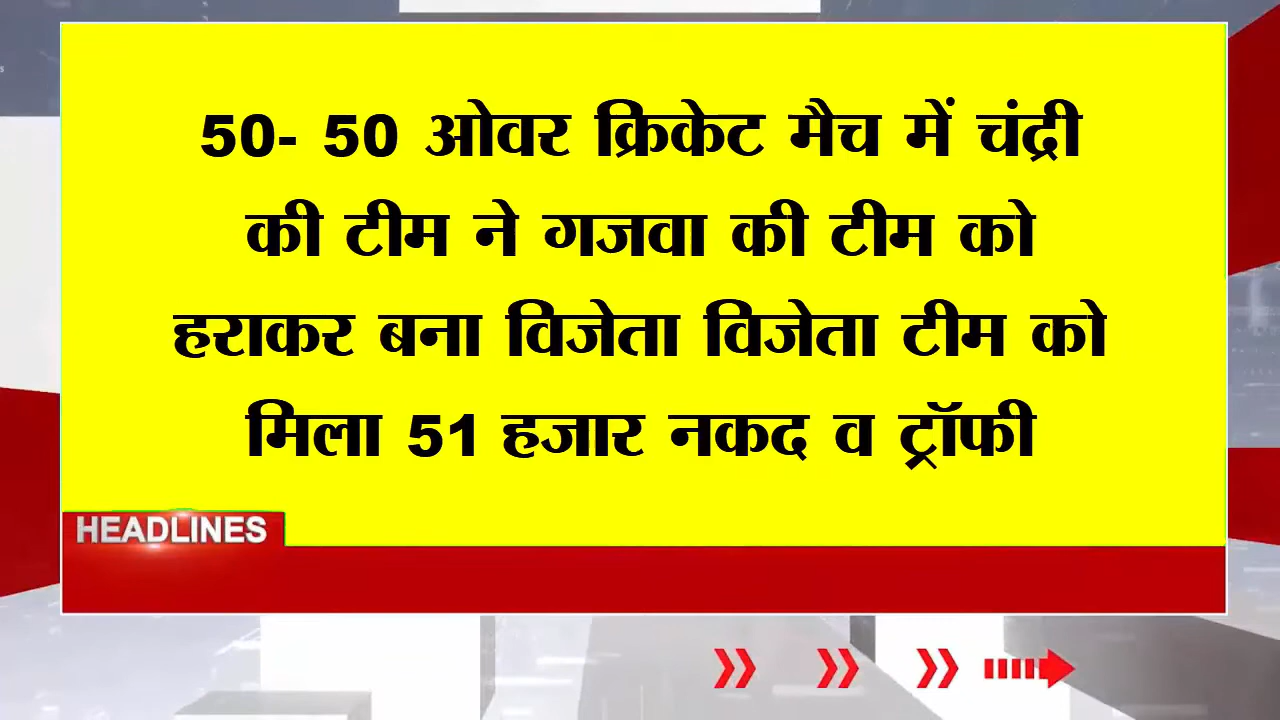 50- 50 ओवर क्रिकेट मैच में चंद्री
की टीम ने गजवा की टीम को
हराकर बना विजेता विजेता टीम को
मिला 51 हजार नकद व ट्रॉफी
HEADLINES